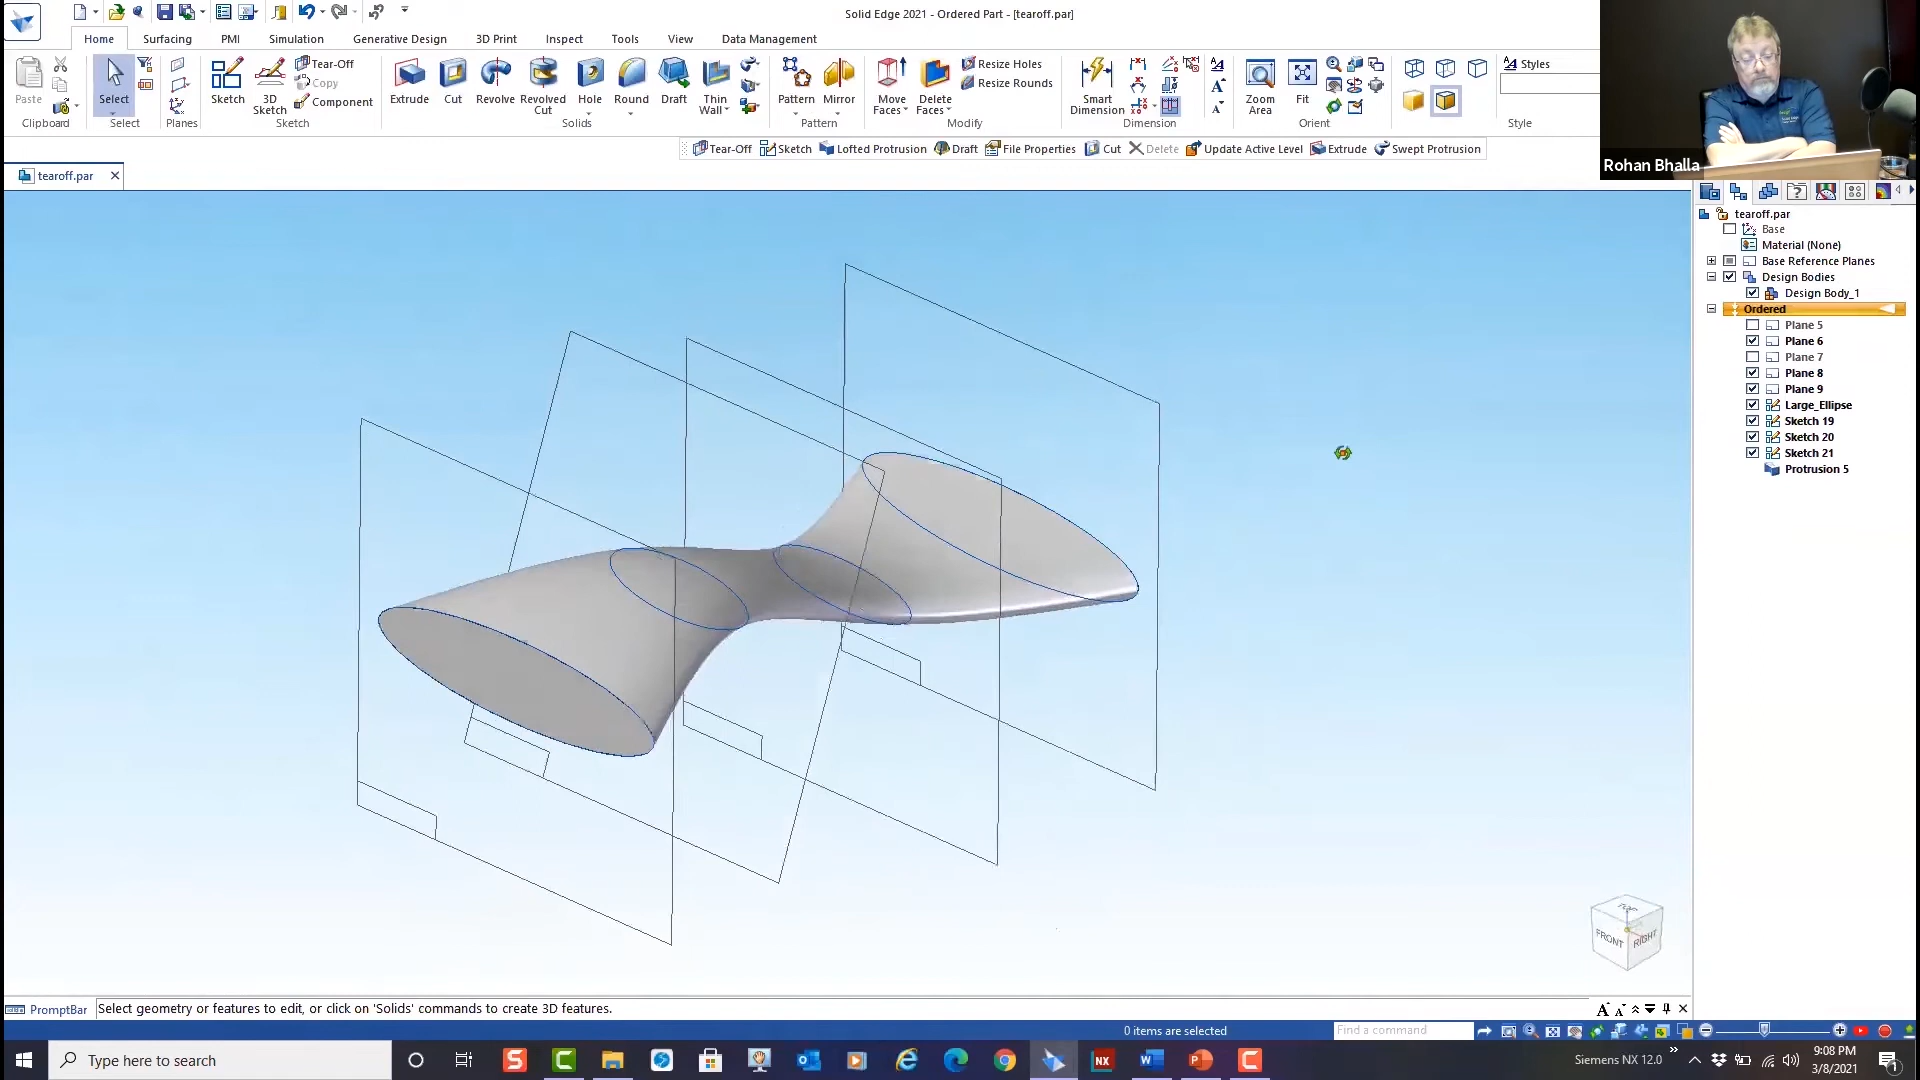 Solid Edge 2021 - Ordered Part - [tearoff.par]
Home Surfacing PMI Simulation Generative Design 3D Print Inspect Tools View Data Management
Paste
Clipboard
Select
Select
Planes
Sketch
3D Sketch
Tear-Off
Copy
Component
Sketch
Extrude
Cut
Revolve
Revolved Cut
Hole
Round
Draft
Thin Wall
Solids
Pattern
Mirror
Pattern
Move Faces
Delete Faces
Resize Holes
Resize Rounds
Modify
Smart Dimension
Dimension
Zoom Area
Fit
Orient
Styles
Style
Tear-Off Sketch Lofted Protrusion Draft File Properties Cut Delete Update Active Level Extrude Swept Protrusion
Rohan Bhalla
tearoff.par
tearoff.par
Base
Material (None)
Base Reference Planes
Design Bodies
Design Body_1
Ordered
Plane 5
Plane 6
Plane 7
Plane 8
Plane 9
Large_Ellipse
Sketch 19
Sketch 20
Sketch 21
Protrusion 5
TOP
FRONT RIGHT
PromptBar Select geometry or features to edit, or click on 'Solids' commands to create 3D features.
0 items are selected
Find a command
Type here to search
Siemens NX 12.0
9:08 PM
3/8/2021